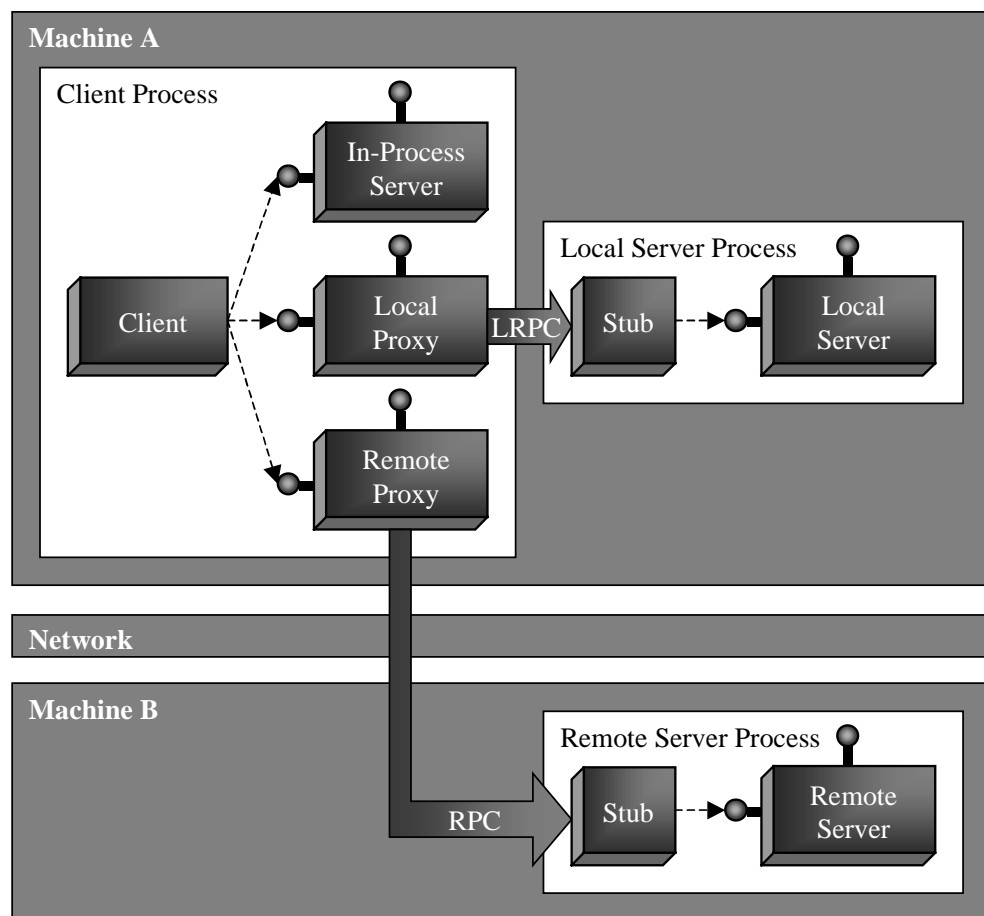 Machine A
Client Process
In-Process
Server
Local Server Process
Client
Local
Proxy
LRPC
Stub
Local
Server
Remote
Proxy
Network
Machine B
Remote Server Process
RPC
Stub
Remote
Server